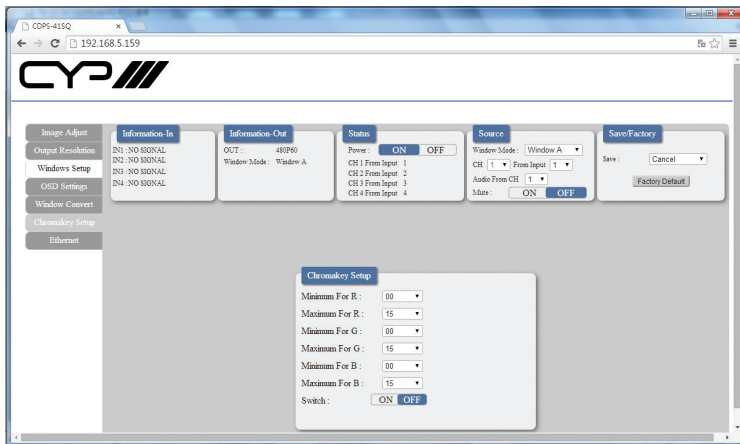 CDPS-41SQ
192.168.5.159
CYP
Image Adjust
Output Resolution
Windows Setup
OSD Settings
Window Convert
Chromakey Setup
Ethernet
Information-In
IN1 : NO SIGNAL
IN2 : NO SIGNAL
IN3 : NO SIGNAL
IN4 : NO SIGNAL
Information-Out
OUT : 480P60
Window Mode : Window A
Status
Power : ON OFF
CH 1 From Input 1
CH 2 From Input 2
CH 3 From Input 3
CH 4 From Input 4
Source
Window Mode : Window A
CH 1 From Input 1
Audio From CH 1
Mute : ON OFF
Save/Factory
Save : Cancel
Factory Default
Chromakey Setup
Minimum For R : 00
Maximum For R : 15
Minimum For G : 00
Maximum For G : 15
Minimum For B : 00
Maximum For B : 15
Switch : ON OFF